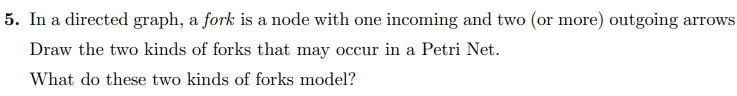 5. In a directed graph, a fork is a node with one incoming and two (or more) outgoing arrows
Draw the two kinds of forks that may occur in a Petri Net.
What do these two kinds of forks model?